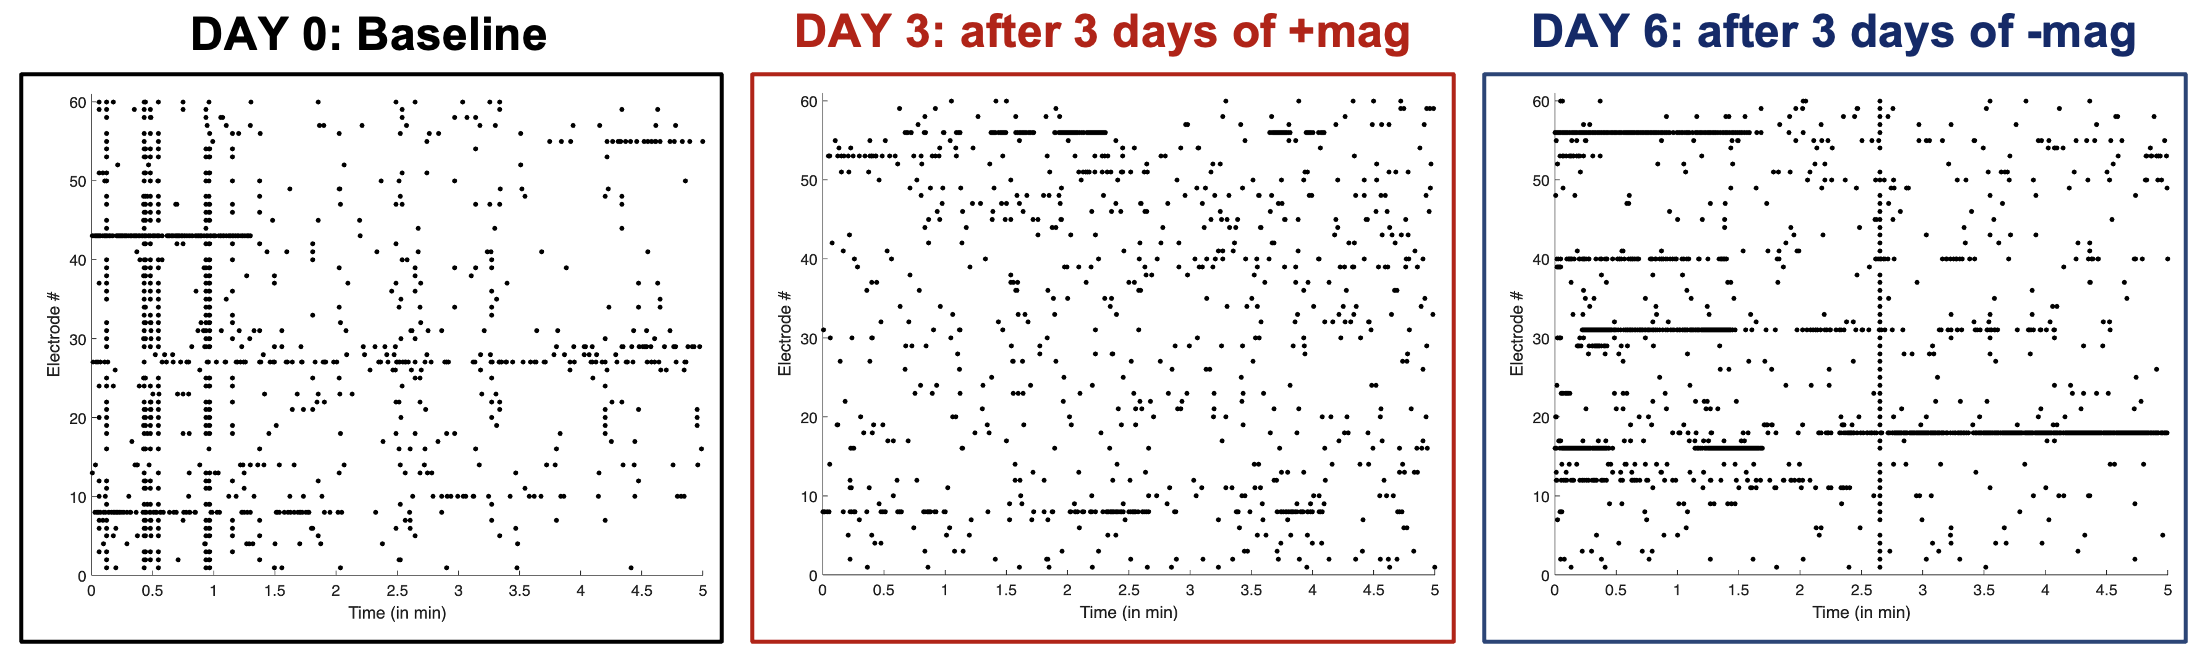 DAY 0: Baseline
60
50
40
30
20
10
0
Electrode #
0 0.5 1 1.5 2 2.5 3 3.5 4 4.5 5
Time (in min)
DAY 3: after 3 days of +mag
60
50
40
30
20
10
0
Electrode #
0 0.5 1 1.5 2 2.5 3 3.5 4 4.5 5
Time (in min)
DAY 6: after 3 days of -mag
60
50
40
30
20
10
0
Electrode #
0 0.5 1 1.5 2 2.5 3 3.5 4 4.5 5
Time (in min)